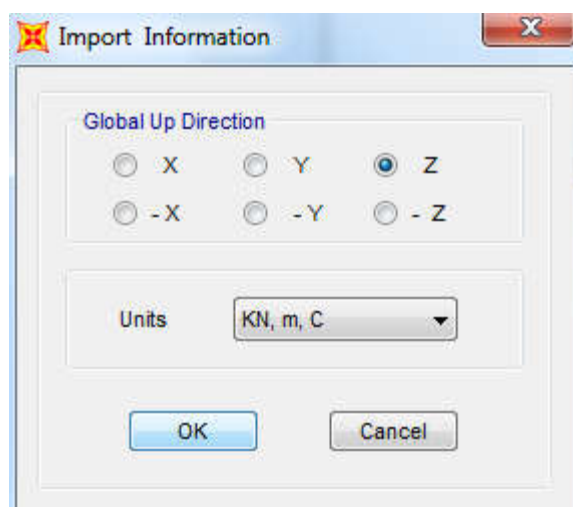 Import Information
Global Up Direction
X Y Z
- X - Y - Z
Units KN, m, C
OK Cancel